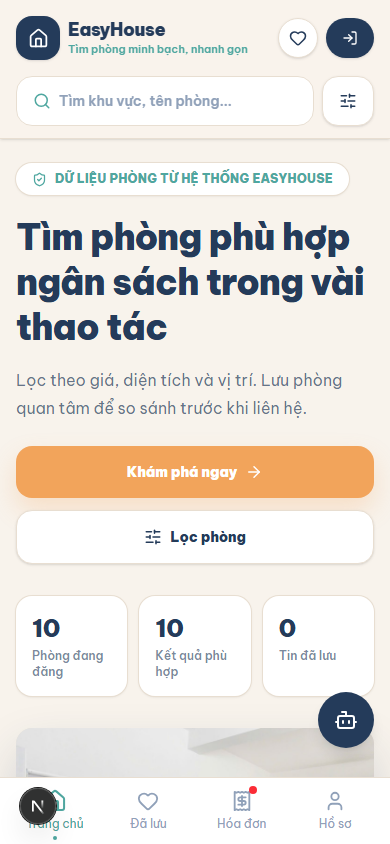 EasyHouse
Tìm phòng minh bạch, nhanh gọn
Tìm khu vực, tên phòng...
DỮ LIỆU PHÒNG TỪ HỆ THỐNG EASYHOUSE
Tìm phòng phù hợp
ngân sách trong vài
thao tác
Lọc theo giá, diện tích và vị trí. Lưu phòng
quan tâm để so sánh trước khi liên hệ.
Khám phá ngay
Lọc phòng
10
Phòng đang
đăng
10
Kết quả phù
hợp
0
Tin đã lưu
N
Trang chủ
Đã lưu
Hóa đơn
Hồ sơ